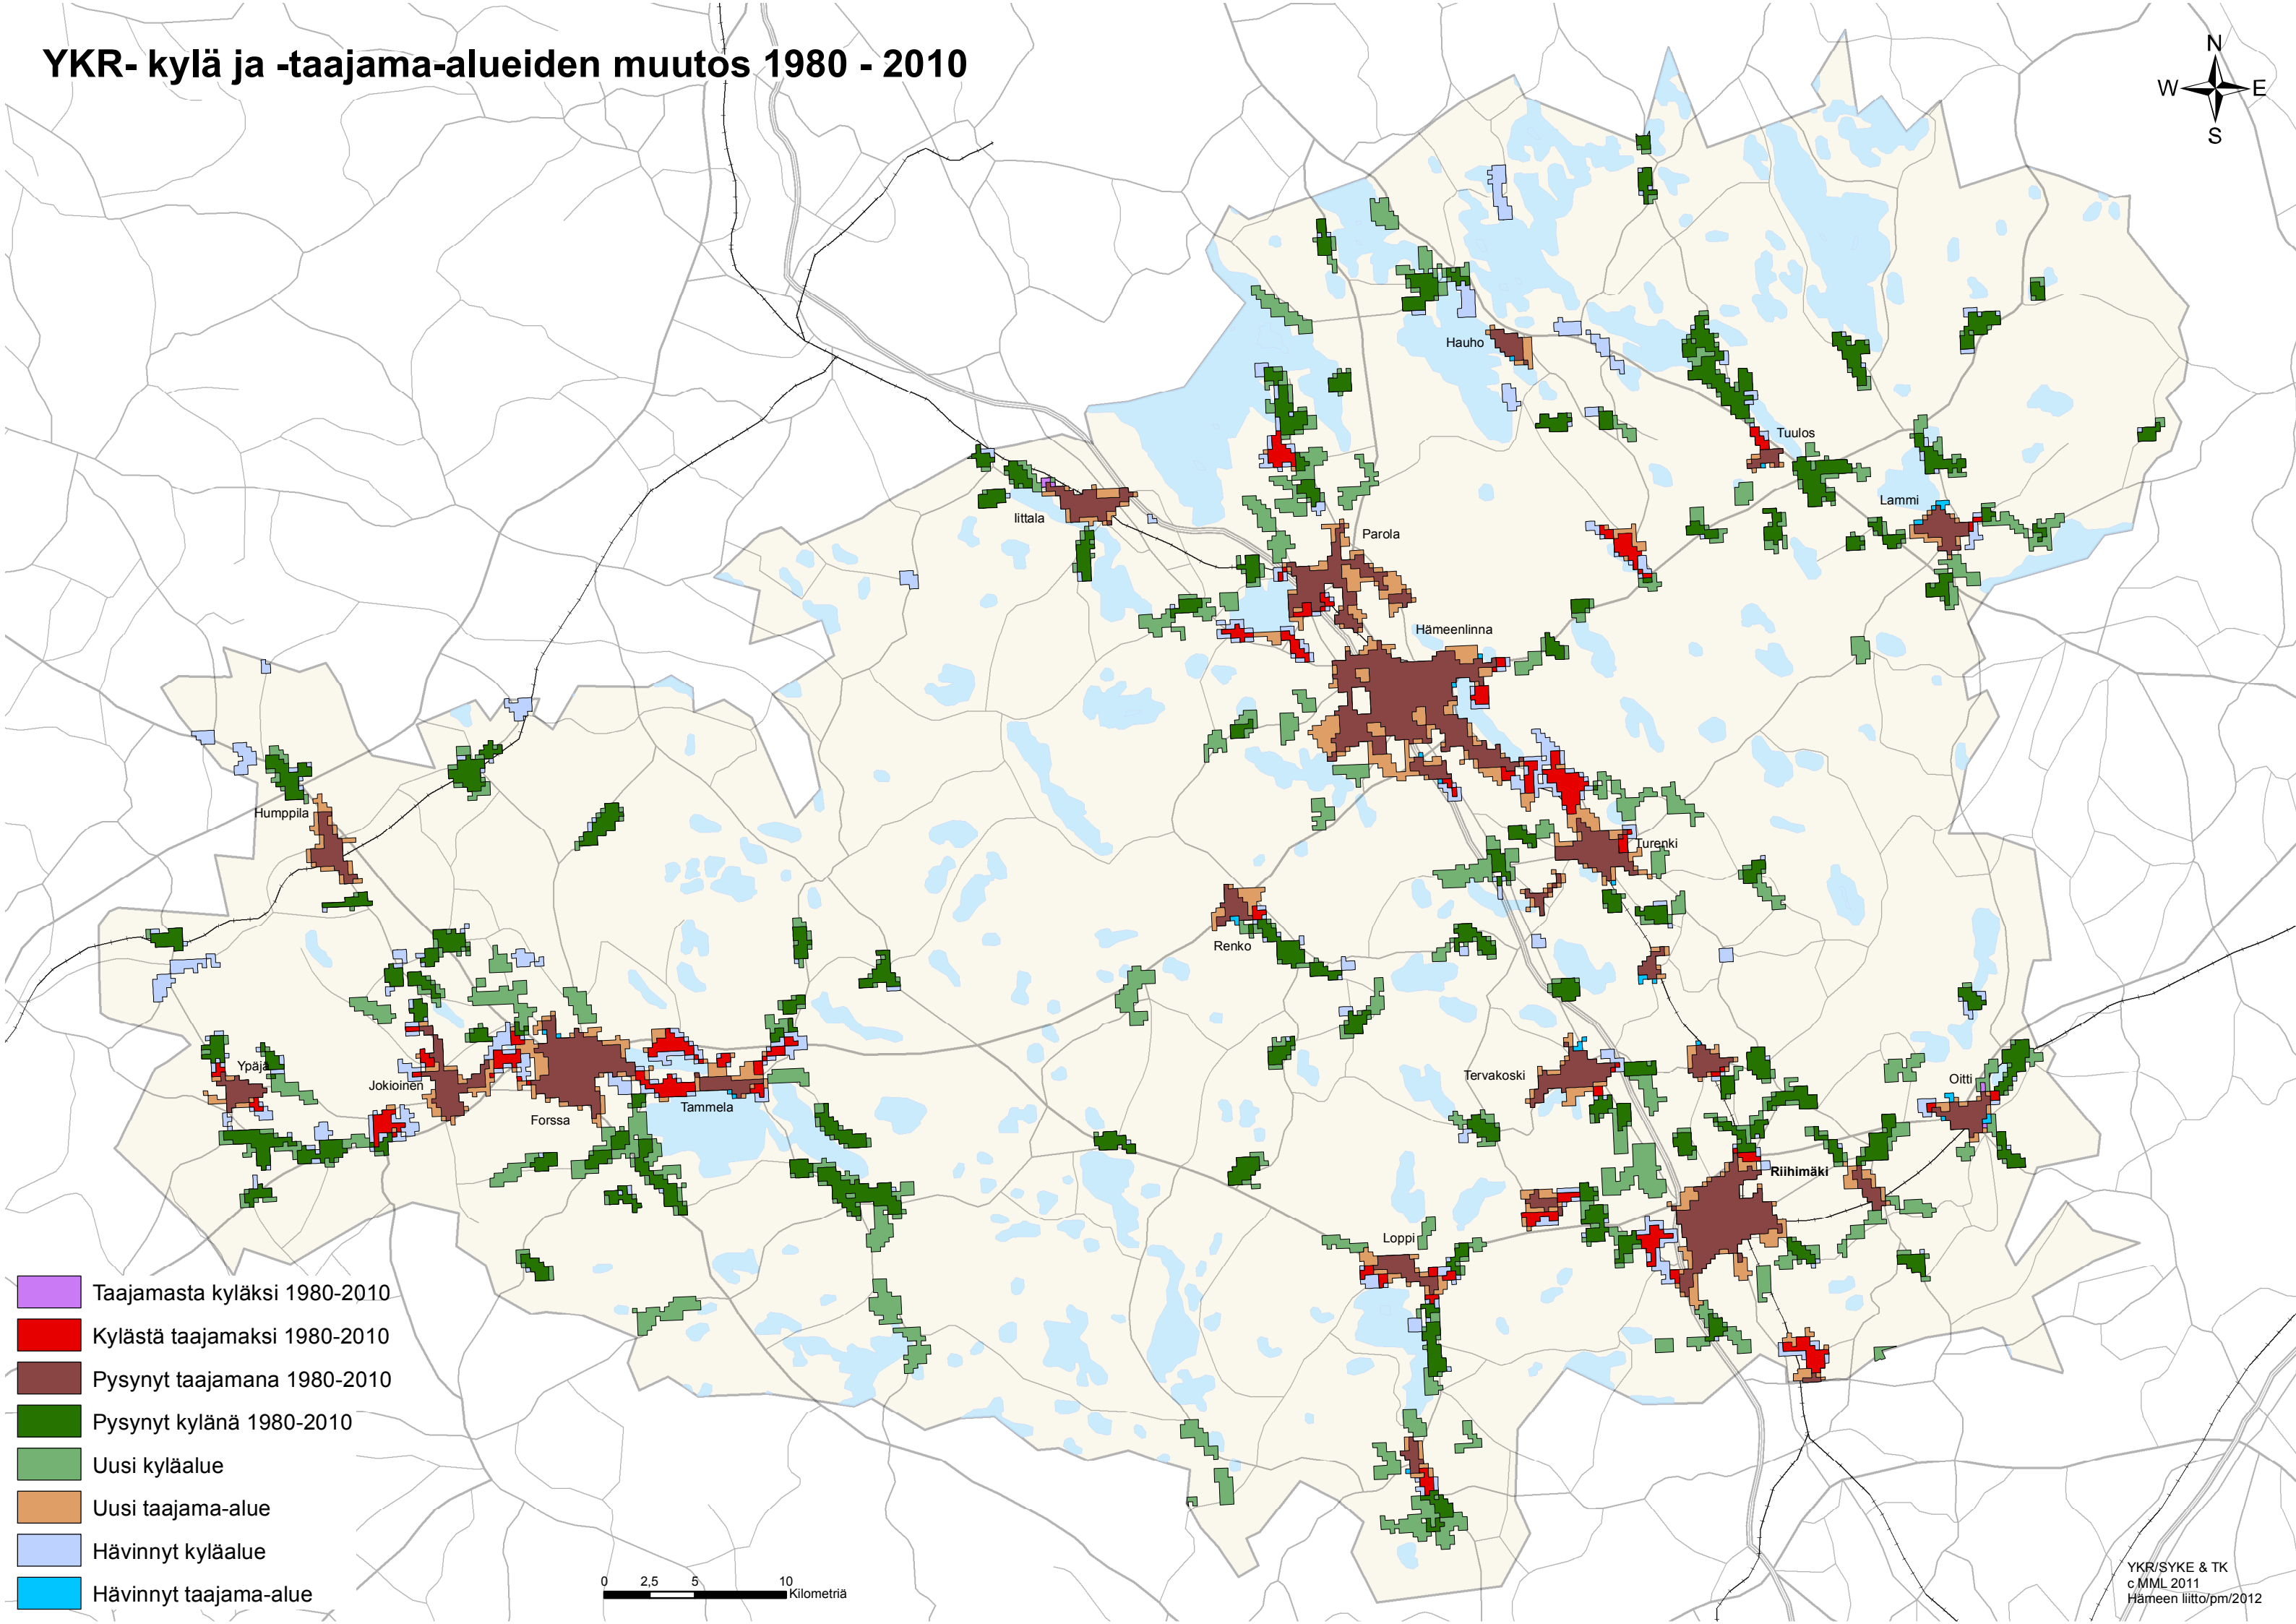 YKR- kylä ja -taajama-alueiden muutos 1980 - 2010
N
W E
S
Hauho
Tuulos
Lammi
Iittala
Parola
Hämeenlinna
Humppila
Turenki
Renko
Ypäjä
Jokioinen
Forssa
Tammela
Tervakoski
Oitti
Riihimäki
Loppi
Taajamasta kyläksi 1980-2010
Kylästä taajamaksi 1980-2010
Pysynyt taajamana 1980-2010
Pysynyt kylänä 1980-2010
Uusi kyläalue
Uusi taajama-alue
Hävinnyt kyläalue
Hävinnyt taajama-alue
0 2,5 5 10
Kilometriä
YKR/SYKE & TK
c MML 2011
Hämeen liitto/pm/2012